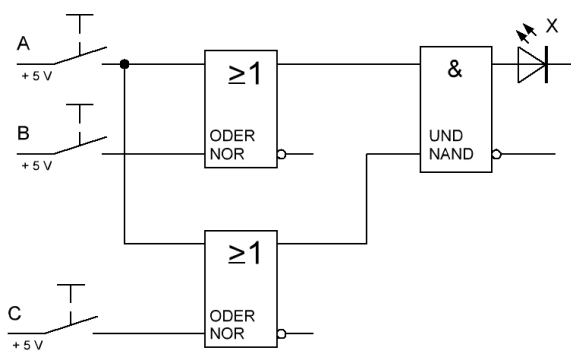 A
X
≥1
&
+ 5 V
B
ODER
NOR
UND
NAND
+ 5 V
≥1
C
ODER
NOR
+ 5 V